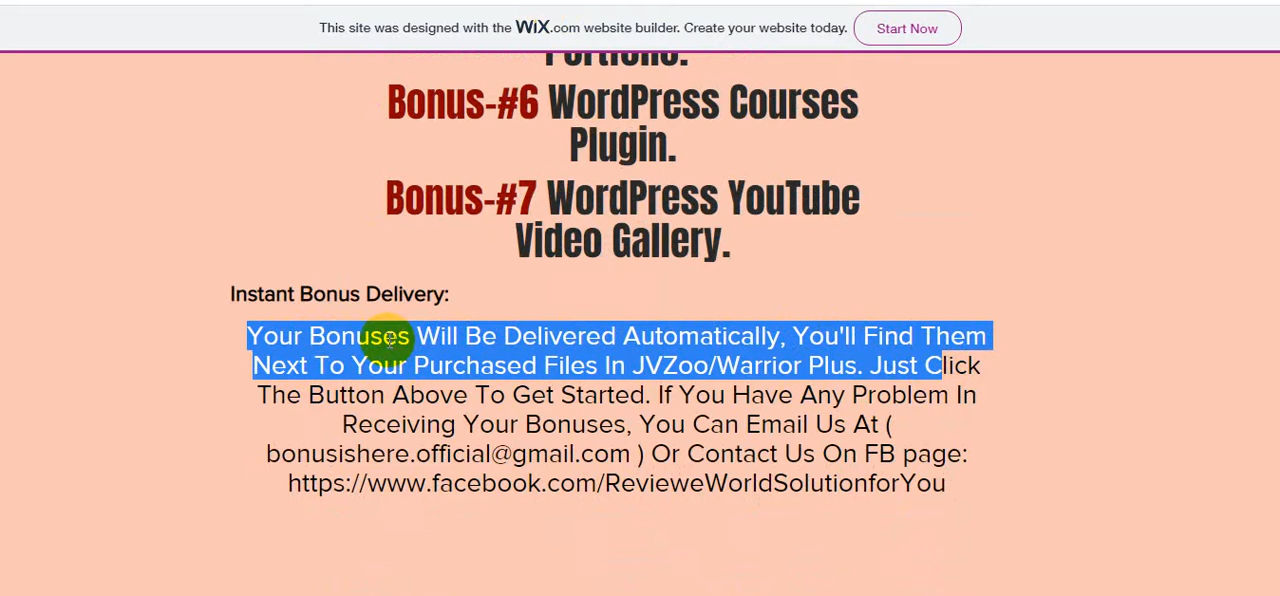 This site was designed with the WiX.com website builder. Create your website today. Start Now
Portfolio.
Bonus-#6 WordPress Courses
Plugin.
Bonus-#7 WordPress YouTube
Video Gallery.
Instant Bonus Delivery:
Your Bonuses Will Be Delivered Automatically, You'll Find Them
Next To Your Purchased Files In JVZoo/Warrior Plus. Just Click
The Button Above To Get Started. If You Have Any Problem In
Receiving Your Bonuses, You Can Email Us At (
bonusishere.official@gmail.com ) Or Contact Us On FB page:
https://www.facebook.com/RevieweWorldSolutionforYou